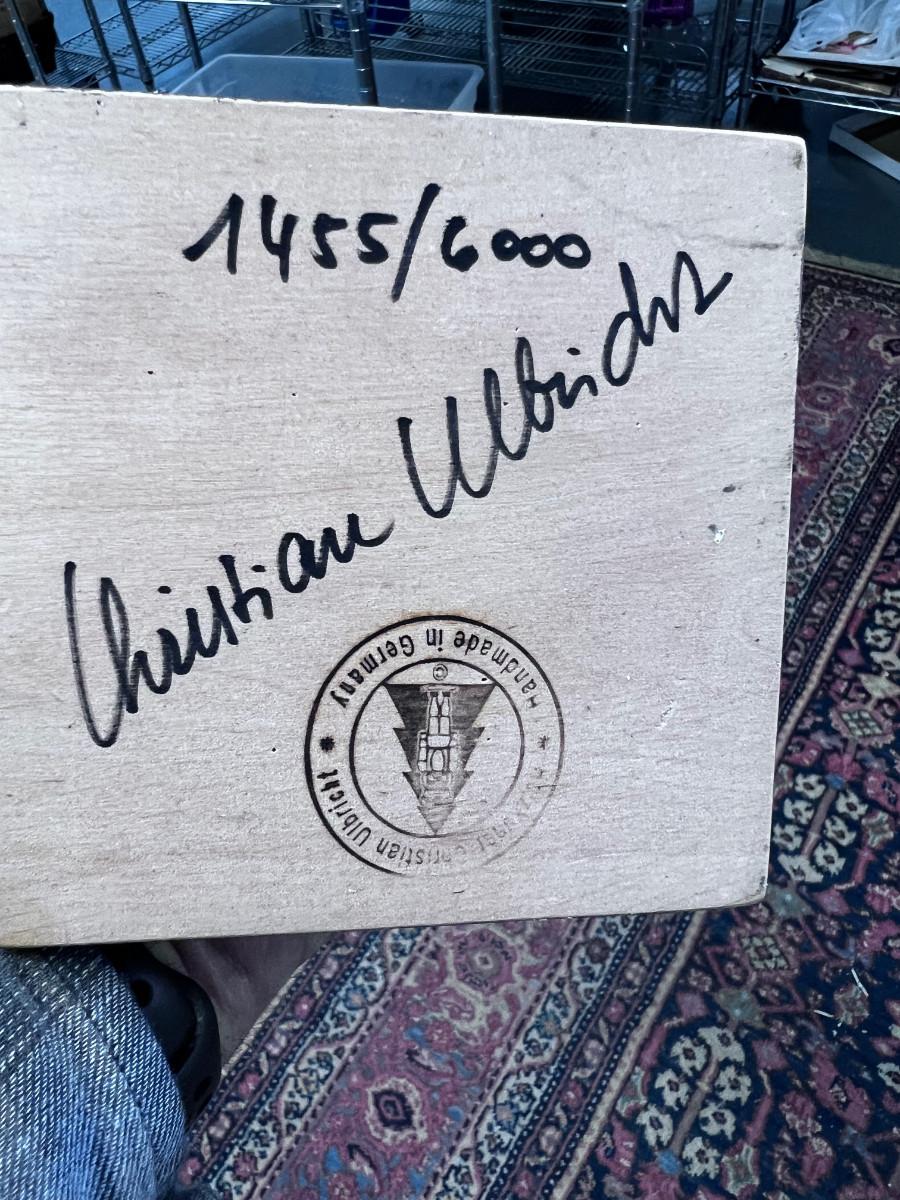 1455/6000
Christian Ulbricht
Handmade in Germany
©
Christian Ulbricht